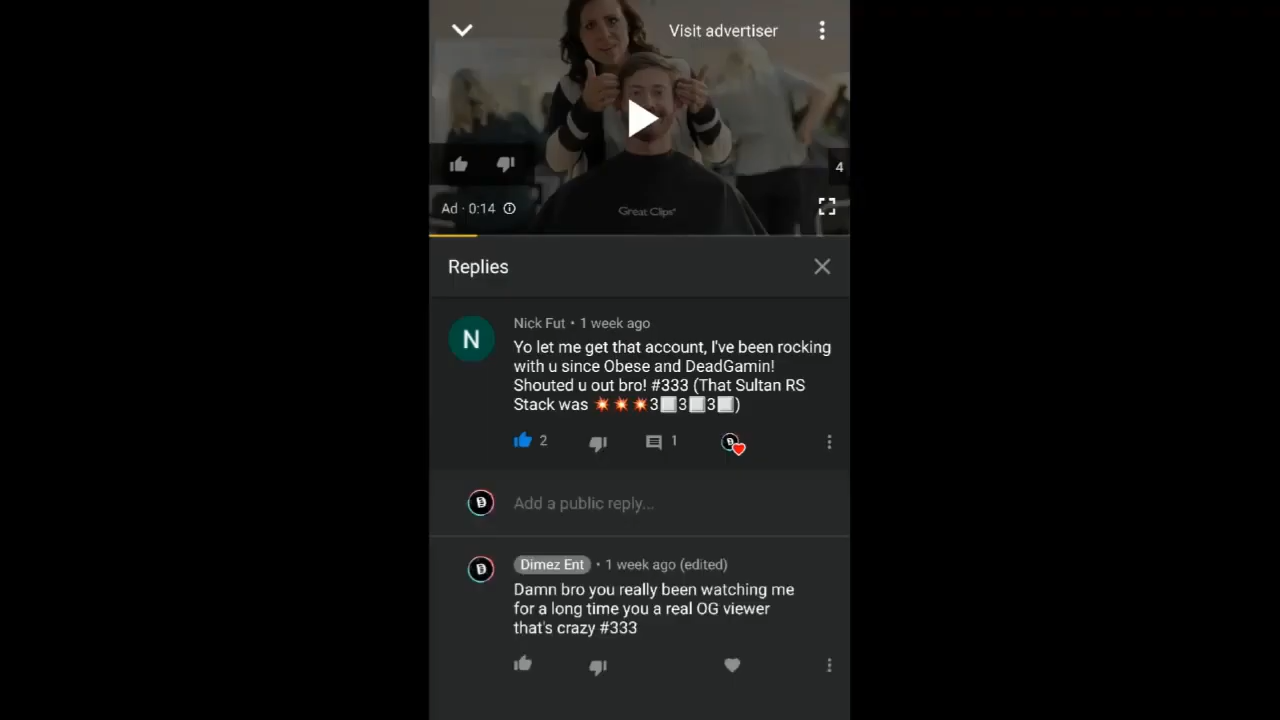 Visit advertiser
4
Ad · 0:14
Great Clips®
Replies
N
Nick Fut • 1 week ago
Yo let me get that account, I've been rocking
with u since Obese and DeadGamin!
Shouted u out bro! #333 (That Sultan RS
Stack was 💥💥💥3⬜3⬜3⬜)
2
1
Add a public reply...
Dimez Ent • 1 week ago (edited)
Damn bro you really been watching me
for a long time you a real OG viewer
that's crazy #333